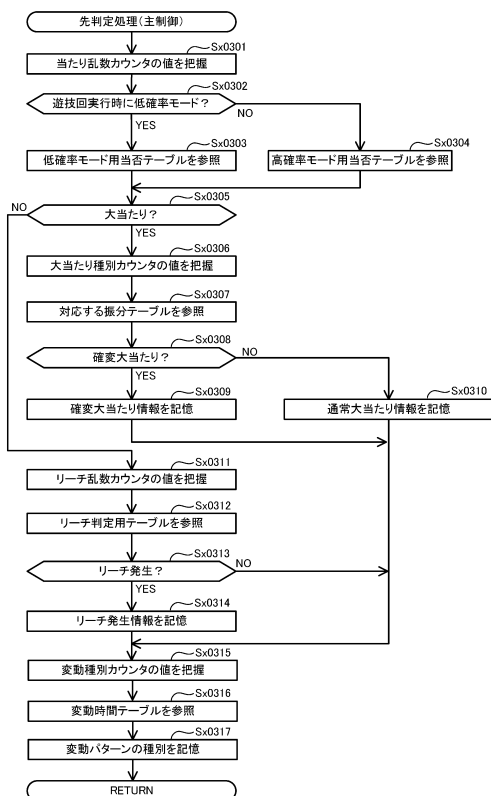 先判定処理(主制御)
Sx0301
当たり乱数カウンタの値を把握
Sx0302
遊技回実行時に低確率モード?
NO
YES
Sx0303
低確率モード用当否テーブルを参照
Sx0304
高確率モード用当否テーブルを参照
Sx0305
NO
大当たり?
YES
Sx0306
大当たり種別カウンタの値を把握
Sx0307
対応する振分テーブルを参照
Sx0308
確変大当たり?
NO
YES
Sx0309
確変大当たり情報を記憶
Sx0310
通常大当たり情報を記憶
Sx0311
リーチ乱数カウンタの値を把握
Sx0312
リーチ判定用テーブルを参照
Sx0313
リーチ発生?
NO
YES
Sx0314
リーチ発生情報を記憶
Sx0315
変動種別カウンタの値を把握
Sx0316
変動時間テーブルを参照
Sx0317
変動パターンの種別を記憶
RETURN